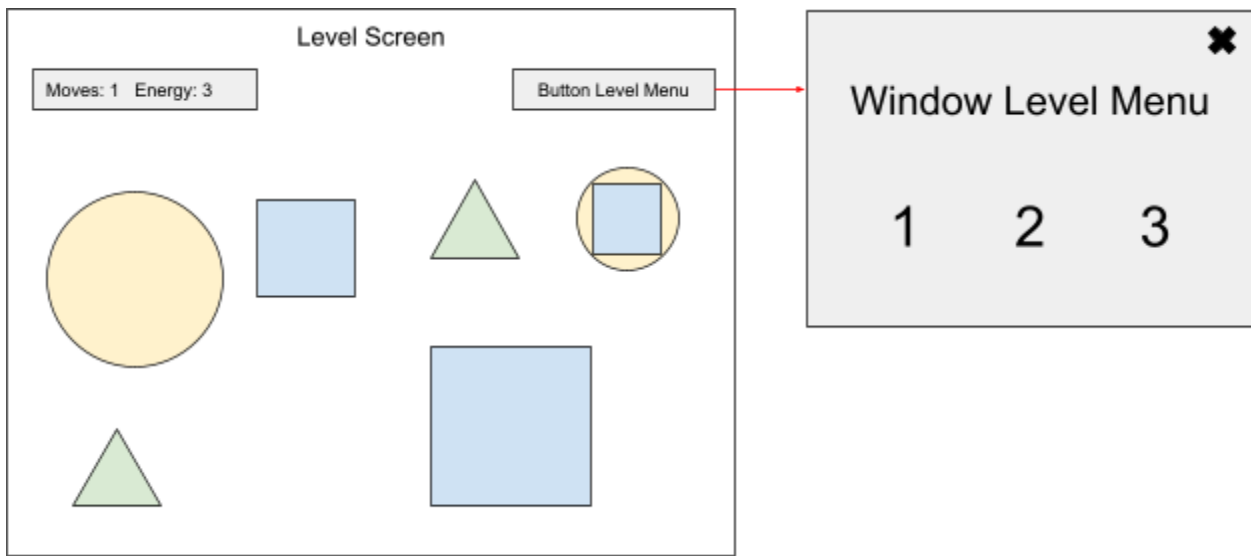 Level Screen
Moves: 1   Energy: 3
Button Level Menu
Window Level Menu
1 2 3